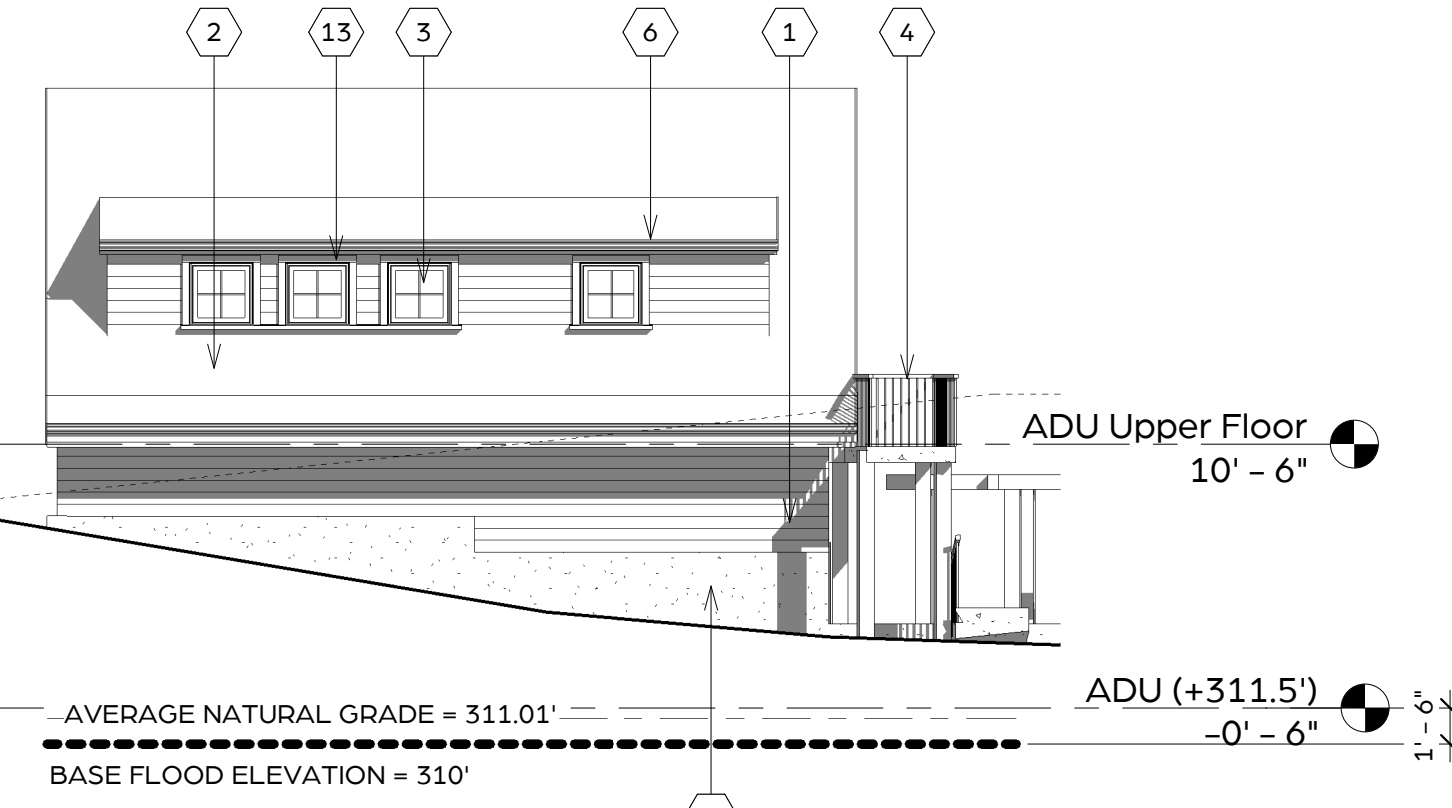 2 13 3 6 1 4
ADU Upper Floor
10' – 6"
ADU (+311.5')
–0' – 6"
1' – 6"
AVERAGE NATURAL GRADE = 311.01'
BASE FLOOD ELEVATION = 310'